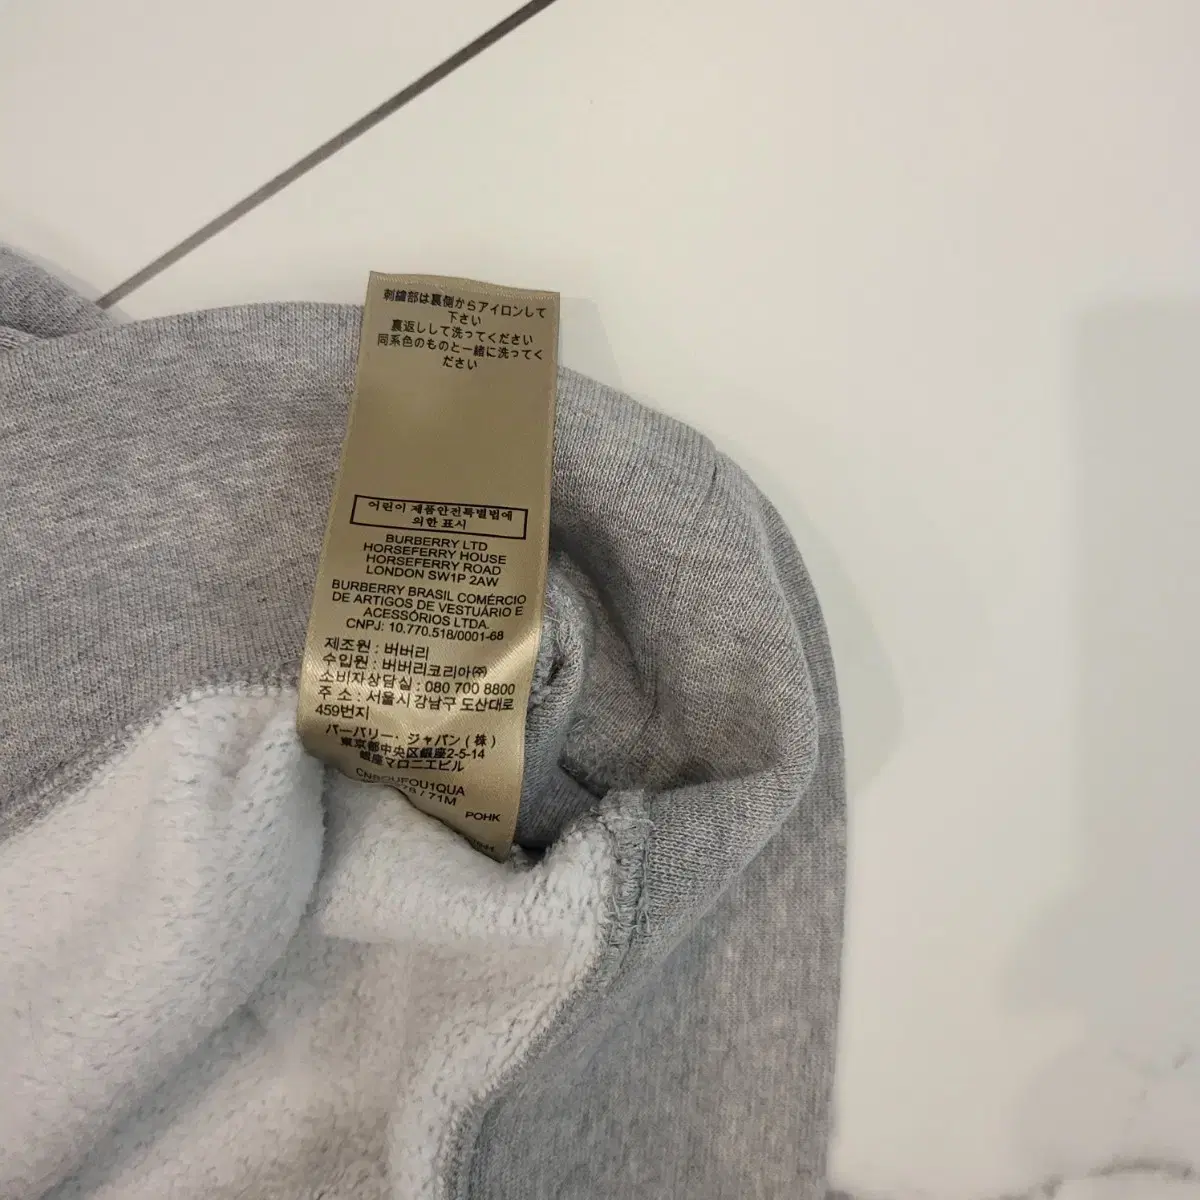 刺繍部は裏側からアイロンして
下さい
裏返しして洗ってください
同系色のものと一緒に洗ってく
ださい
어린이 제품안전특별법에
의한 표시
BURBERRY LTD
HORSEFERRY HOUSE
HORSEFERRY ROAD
LONDON SW1P 2AW
BURBERRY BRASIL COMÉRCIO
DE ARTIGOS DE VESTUÁRIO E
ACESSÓRIOS LTDA.
CNPJ: 10.770.518/0001-68
제조원 : 버버리
수입원 : 버버리코리아㈜
소비자상담실 : 080 700 8800
주 소 : 서울시 강남구 도산대로
459번지
バーバリー・ジャパン(株)
東京都中央区銀座2-5-14
銀座マロニエビル
/ 71M
POHK